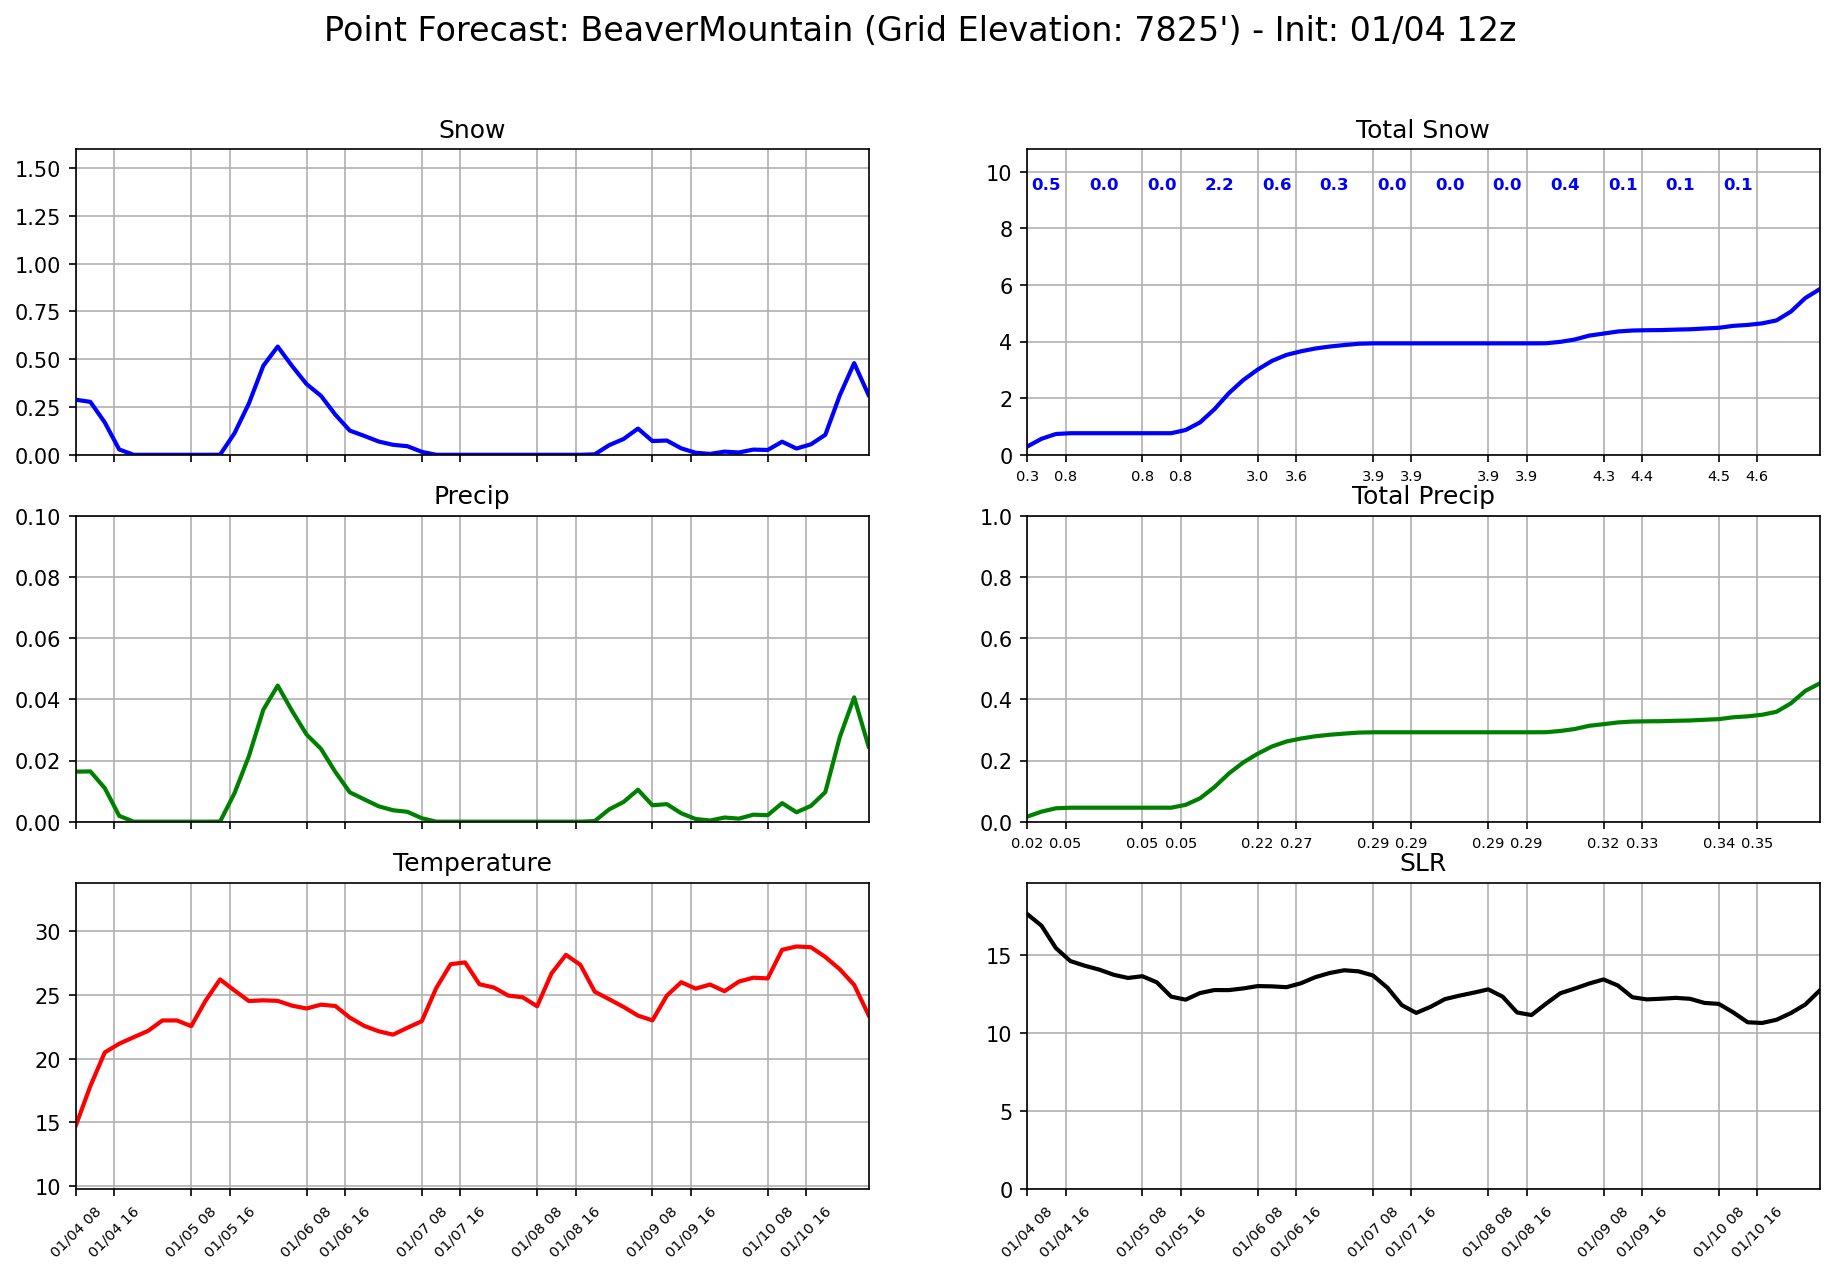 Point Forecast: BeaverMountain (Grid Elevation: 7825') - Init: 01/04 12z
Snow
1.50
1.25
1.00
0.75
0.50
0.25
0.00
Total Snow
10
8
6
4
2
0
0.5 0.0 0.0 2.2 0.6 0.3 0.0 0.0 0.0 0.4 0.1 0.1 0.1
0.3 0.8 0.8 0.8 3.0 3.6 3.9 3.9 3.9 3.9 4.3 4.4 4.5 4.6
Precip
0.10
0.08
0.06
0.04
0.02
0.00
Total Precip
1.0
0.8
0.6
0.4
0.2
0.0
0.02 0.05 0.05 0.05 0.22 0.27 0.29 0.29 0.29 0.29 0.32 0.33 0.34 0.35
Temperature
30
25
20
15
10
01/04 08 01/04 16 01/05 08 01/05 16 01/06 08 01/06 16 01/07 08 01/07 16 01/08 08 01/08 16 01/09 08 01/09 16 01/10 08 01/10 16
SLR
15
10
5
0
01/04 08 01/04 16 01/05 08 01/05 16 01/06 08 01/06 16 01/07 08 01/07 16 01/08 08 01/08 16 01/09 08 01/09 16 01/10 08 01/10 16